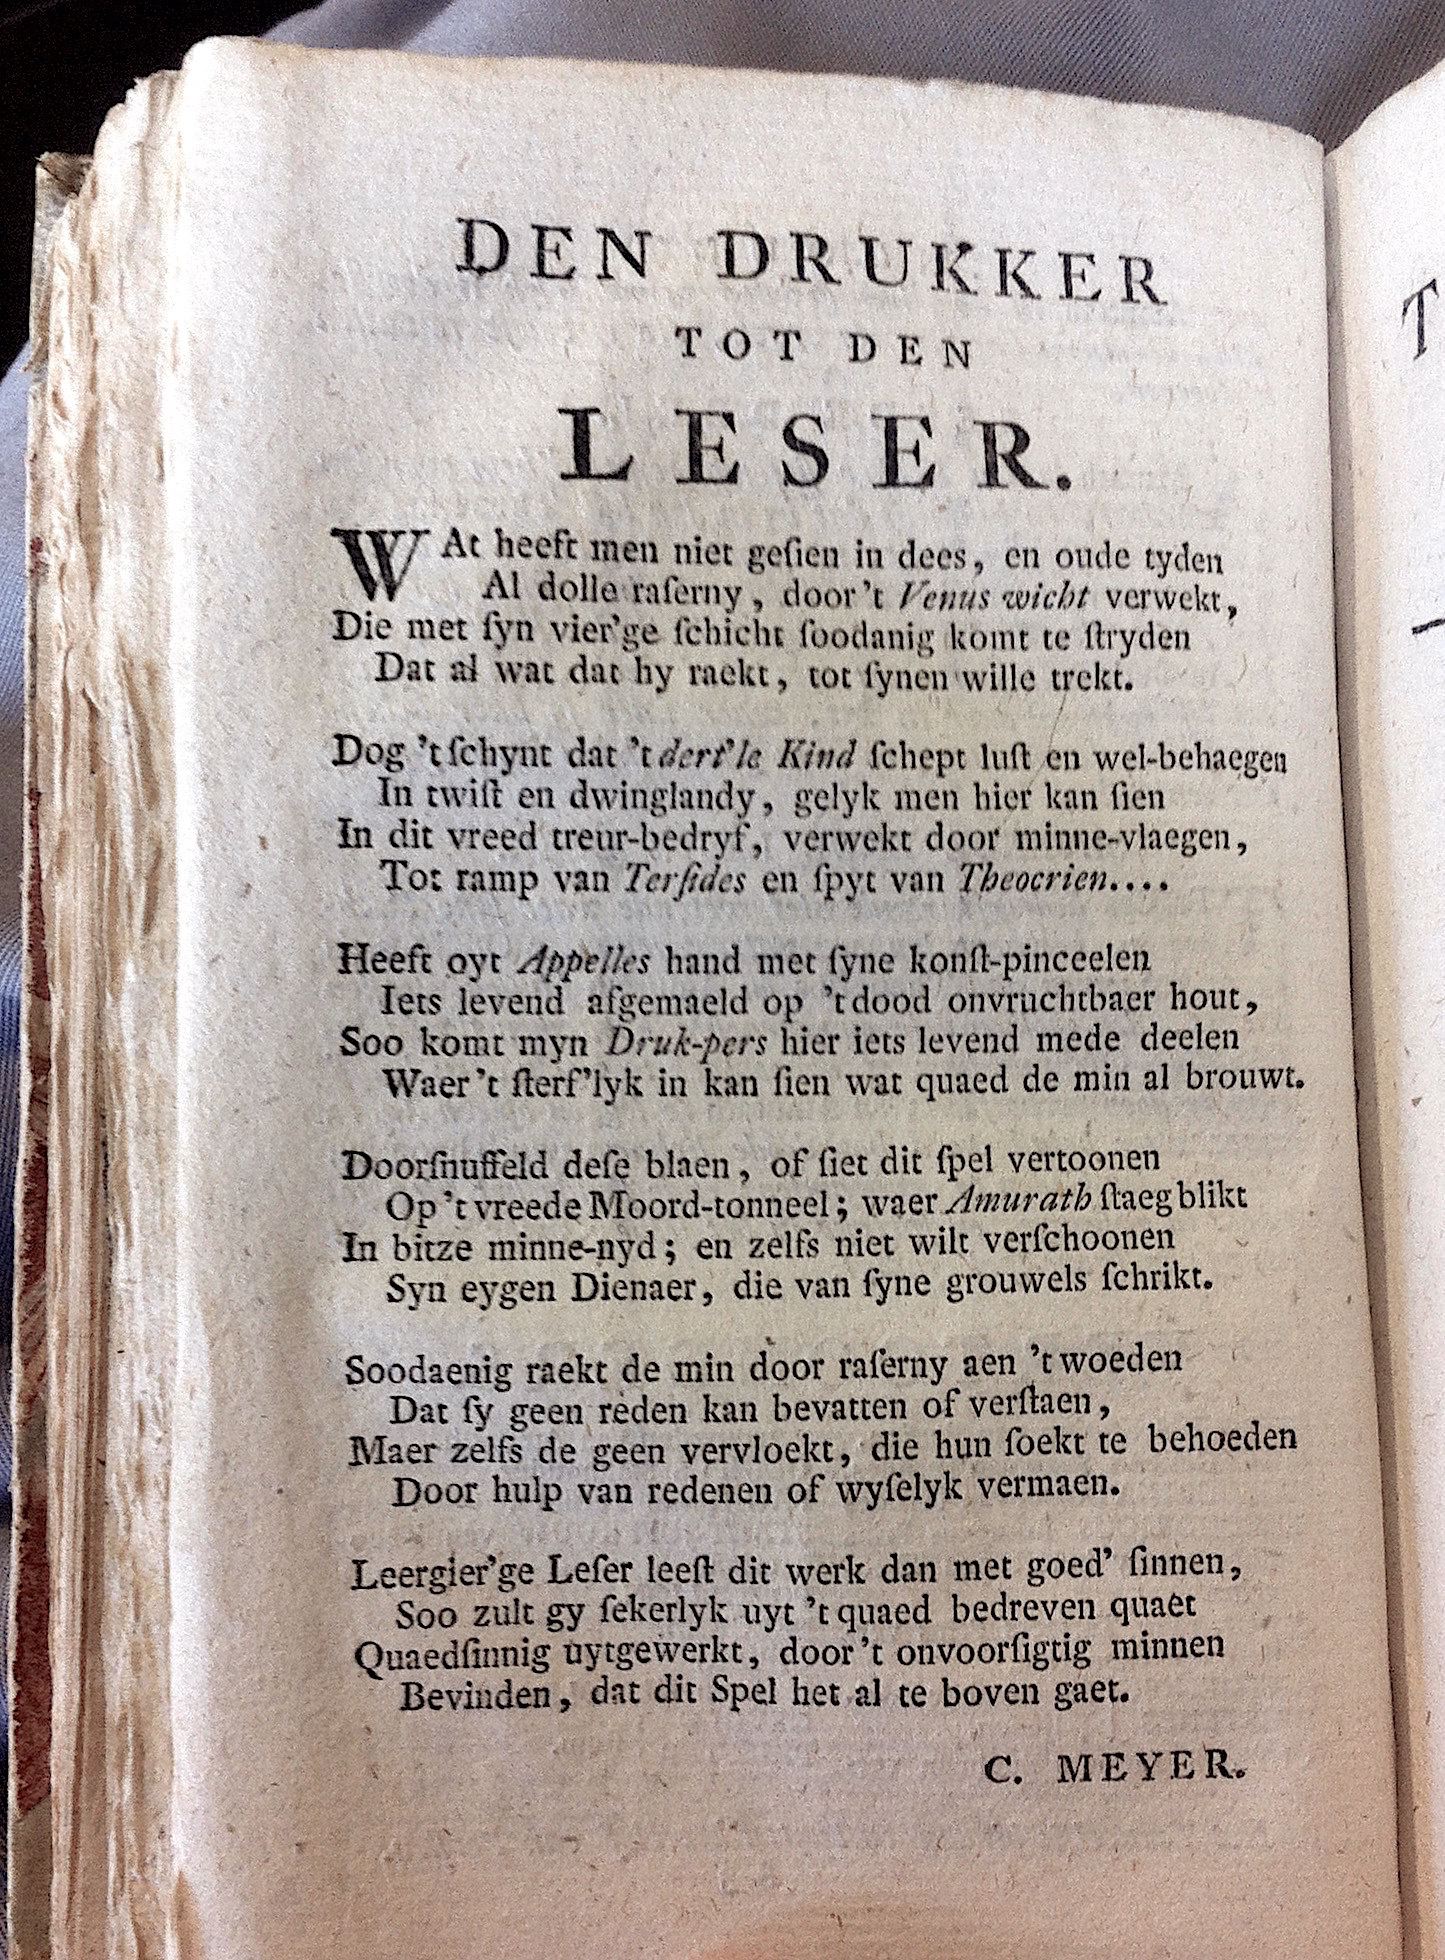 DEN DRUKKER
TOT DEN
LESER.
WAt heeft men niet geſien in dees, en oude tyden
Al dolle raſerny, door 't Venus wicht verwekt,
Die met ſyn vier'ge ſchicht ſoodanig komt te ſtryden
Dat al wat dat hy raekt, tot ſynen wille trekt.
Dog 't ſchynt dat 't dert'le Kind ſchept luſt en wel-behaegen
In twiſt en dwinglandy, gelyk men hier kan ſien
In dit vreed treur-bedryf, verwekt door minne-vlaegen,
Tot ramp van Terſides en ſpyt van Theocrien....
Heeft oyt Appelles hand met ſyne konſt-pinceelen
Iets levend afgemaeld op 't dood onvruchtbaer hout,
Soo komt myn Druk-pers hier iets levend mede deelen
Waer 't ſterf'lyk in kan ſien wat quaed de min al brouwt.
Doorſnuffeld deſe blaen, of ſiet dit ſpel vertoonen
Op 't vreede Moord-tonneel; waer Amurath ſtaeg blikt
In bitze minne-nyd; en zelfs niet wilt verſchoonen
Syn eygen Dienaer, die van ſyne grouwels ſchrikt.
Soodaenig raekt de min door raſerny aen 't woeden
Dat ſy geen reden kan bevatten of verſtaen,
Maer zelfs de geen vervloekt, die hun ſoekt te behoeden
Door hulp van redenen of wyſelyk vermaen.
Leergier'ge Leſer leeſt dit werk dan met goed' ſinnen,
Soo zult gy ſekerlyk uyt 't quaed bedreven quaet
Quaedſinnig uytgewerkt, door 't onvoorſigtig minnen
Bevinden, dat dit Spel het al te boven gaet.
C. MEYER.
T